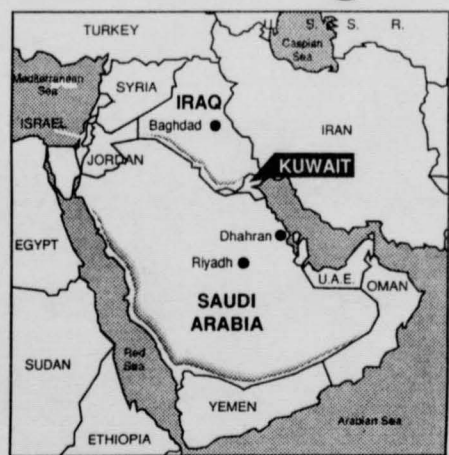 TURKEY
U. S. S. R.
Caspian
Sea
Mediterranean
Sea
SYRIA
IRAQ
ISRAEL
Baghdad
IRAN
JORDAN
KUWAIT
EGYPT
Dhahran
Riyadh
U.A.E.
OMAN
SAUDI
ARABIA
SUDAN
Red
Sea
YEMEN
ETHIOPIA
Arabian Sea